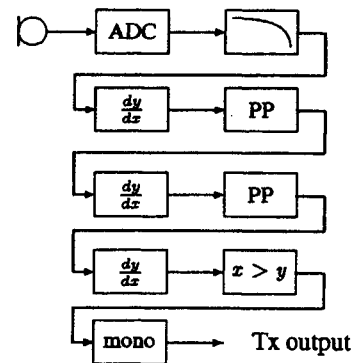 ADC
dy/dx PP
dy/dx PP
dy/dx x > y
mono Tx output